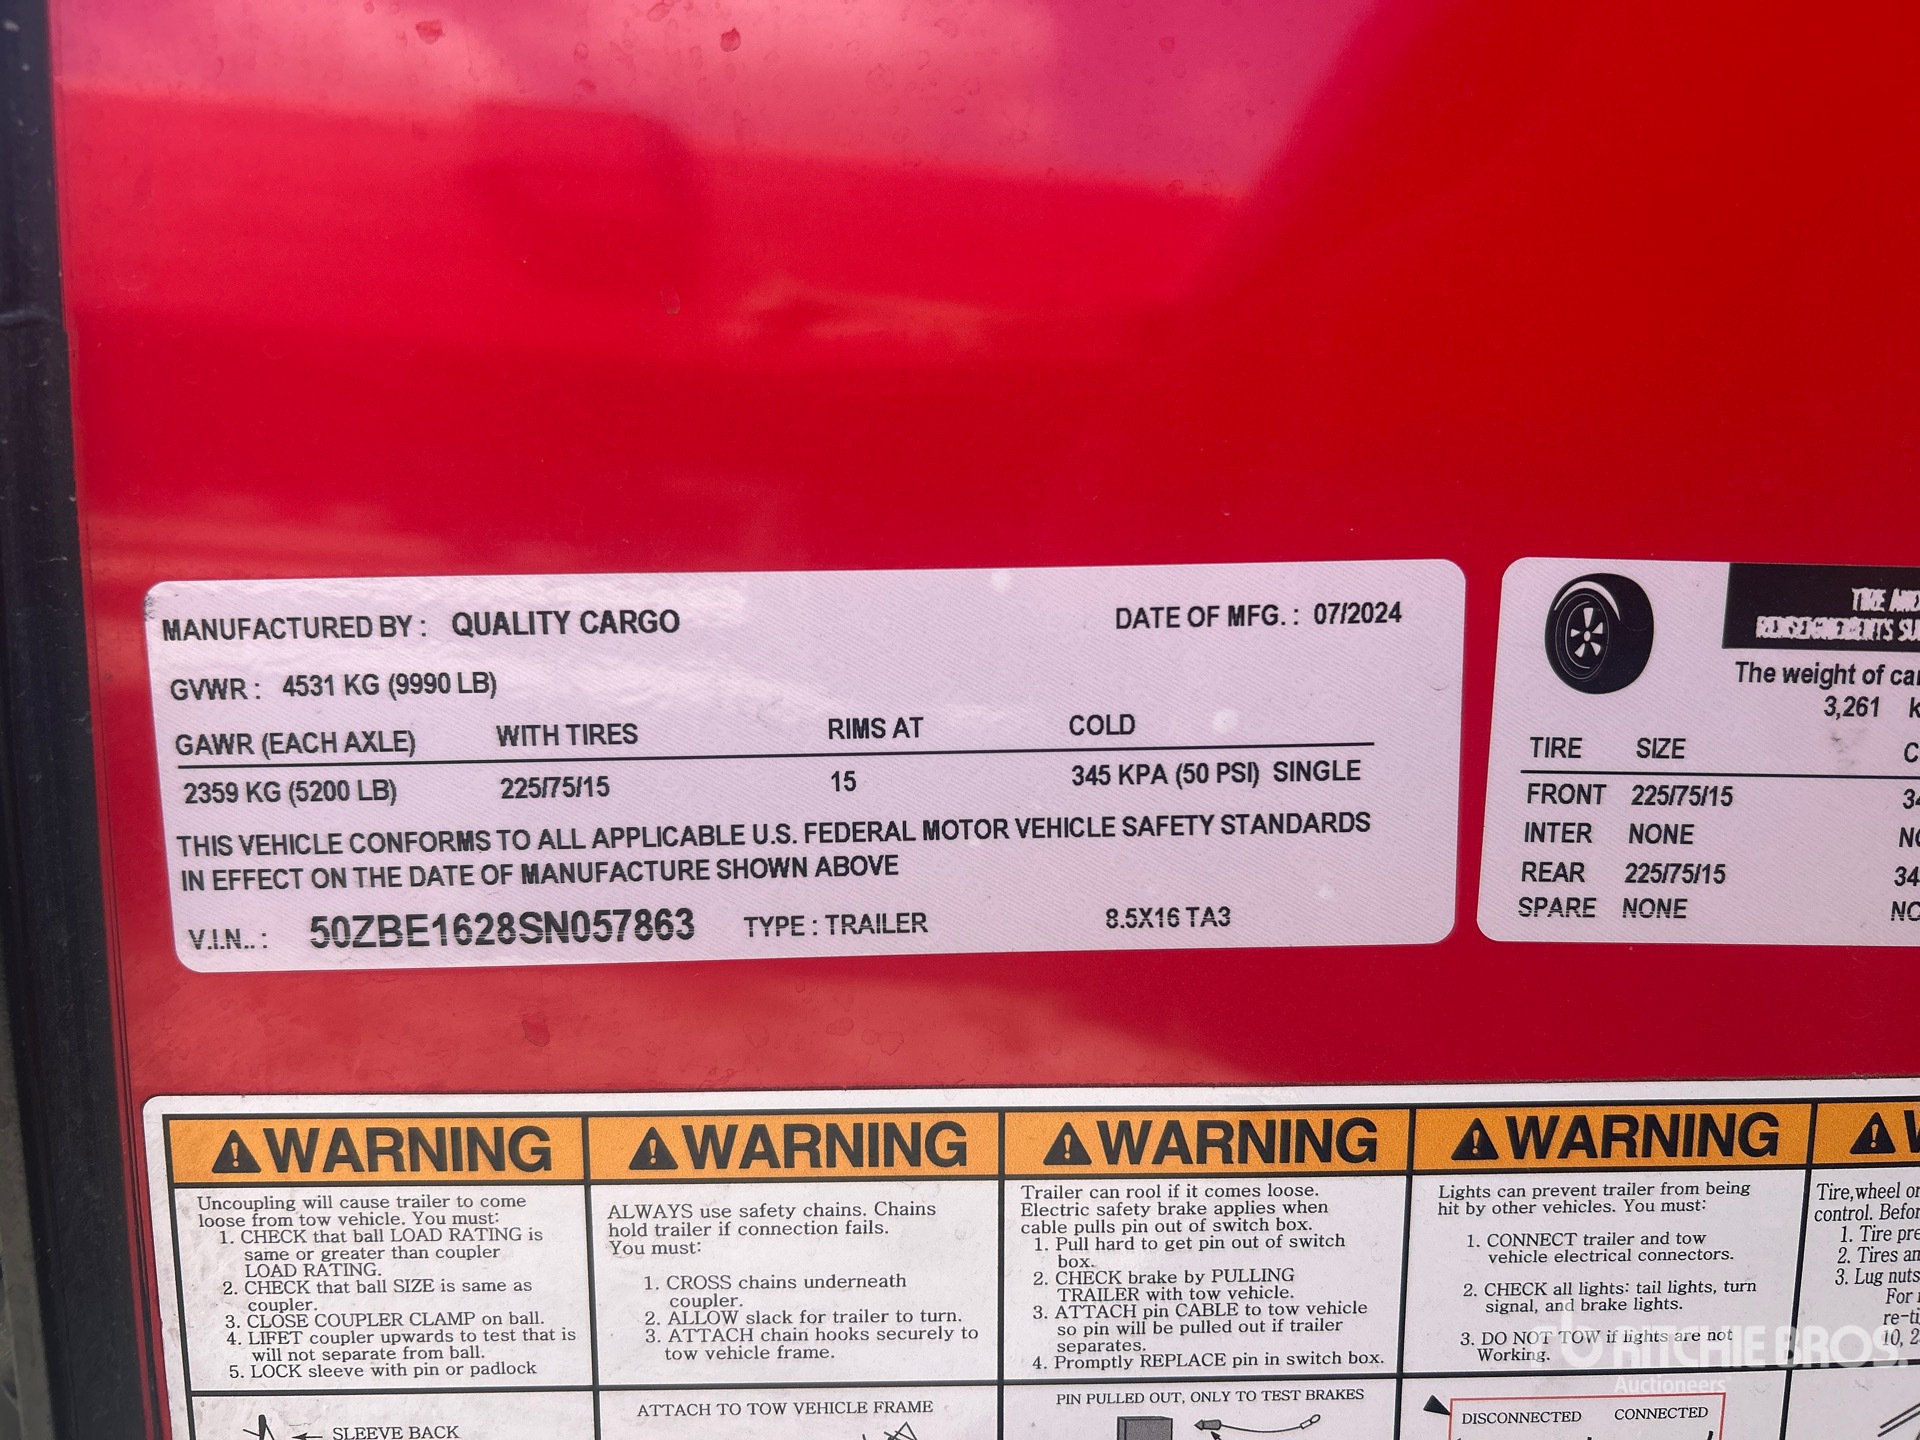 MANUFACTURED BY : QUALITY CARGO
DATE OF MFG. : 07/2024
GVWR : 4531 KG (9990 LB)
GAWR (EACH AXLE) WITH TIRES RIMS AT COLD
2359 KG (5200 LB) 225/75/15 15 345 KPA (50 PSI) SINGLE
THIS VEHICLE CONFORMS TO ALL APPLICABLE U.S. FEDERAL MOTOR VEHICLE SAFETY STANDARDS
IN EFFECT ON THE DATE OF MANUFACTURE SHOWN ABOVE
V.I.N.. : 50ZBE1628SN057863 TYPE : TRAILER 8.5X16 TA3
TIRE AND
RENSEIGNEMENTS
The weight of
3,261
TIRE SIZE
FRONT 225/75/15
INTER NONE
REAR 225/75/15
SPARE NONE
WARNING
Uncoupling will cause trailer to come
loose from tow vehicle. You must:
1. CHECK that ball LOAD RATING is
same or greater than coupler
LOAD RATING.
2. CHECK that ball SIZE is same as
coupler.
3. CLOSE COUPLER CLAMP on ball.
4. LIFET coupler upwards to test that is
will not separate from ball.
5. LOCK sleeve with pin or padlock
SLEEVE BACK
WARNING
ALWAYS use safety chains. Chains
hold trailer if connection fails.
You must:
1. CROSS chains underneath
coupler.
2. ALLOW slack for trailer to turn.
3. ATTACH chain hooks securely to
tow vehicle frame.
ATTACH TO TOW VEHICLE FRAME
WARNING
Trailer can rool if it comes loose.
Electric safety brake applies when
cable pulls pin out of switch box.
1. Pull hard to get pin out of switch
box.
2. CHECK brake by PULLING
TRAILER with tow vehicle.
3. ATTACH pin CABLE to tow vehicle
so pin will be pulled out if trailer
separates.
4. Promptly REPLACE pin in switch box.
PIN PULLED OUT, ONLY TO TEST BRAKES
WARNING
Lights can prevent trailer from being
hit by other vehicles. You must:
1. CONNECT trailer and tow
vehicle electrical connectors.
2. CHECK all lights: tail lights, turn
signal, and brake lights.
3. DO NOT TOW if lights are not
Working.
DISCONNECTED CONNECTED
Tire, wheel
control.
1. Tire
2. Tires
3. Lug nuts
For
10,
RITCHIE BROS.
Auctioneers